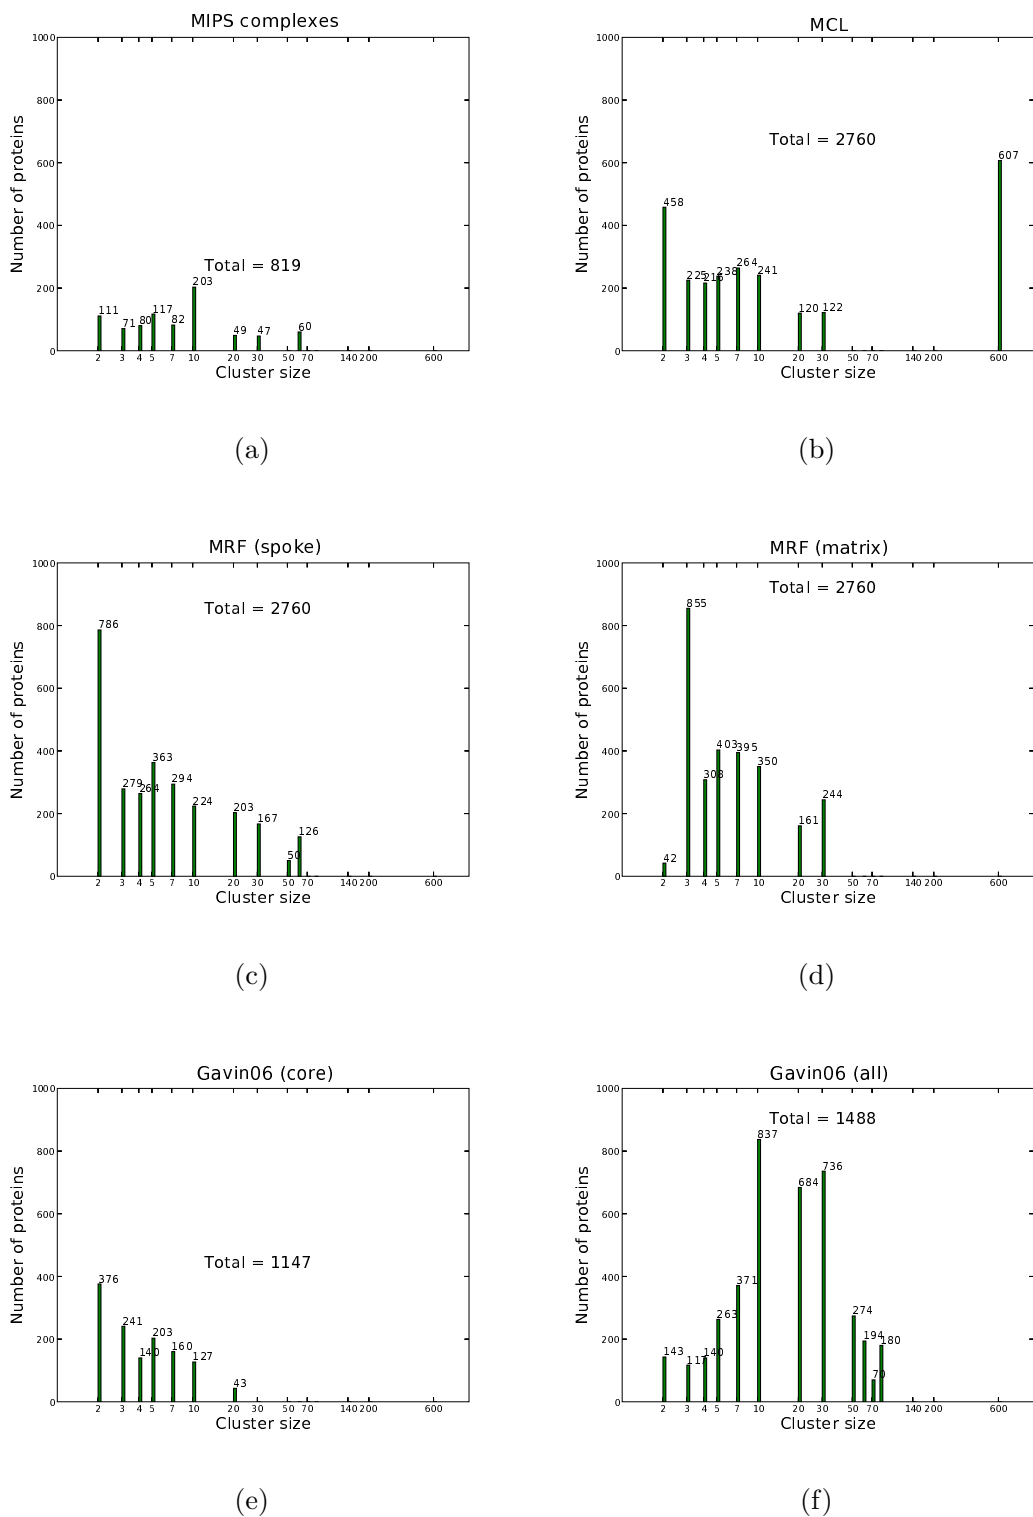 MIPS complexes
1000
800
600
400
200
0
Number of proteins
Total = 819
111
71
80
117
82
203
49
47
60
2 3 4 5 7 10 20 30 50 70 140 200 600
Cluster size
(a)
MCL
1000
800
600
400
200
0
Number of proteins
Total = 2760
458
225
216
238
264
241
120
122
607
2 3 4 5 7 10 20 30 50 70 140 200 600
Cluster size
(b)
MRF (spoke)
1000
800
600
400
200
0
Number of proteins
Total = 2760
786
279
264
363
294
224
203
167
50
126
2 3 4 5 7 10 20 30 50 70 140 200 600
Cluster size
(c)
MRF (matrix)
1000
800
600
400
200
0
Number of proteins
Total = 2760
42
855
308
403
395
350
161
244
2 3 4 5 7 10 20 30 50 70 140 200 600
Cluster size
(d)
Gavin06 (core)
1000
800
600
400
200
0
Number of proteins
Total = 1147
376
241
140
203
160
127
43
2 3 4 5 7 10 20 30 50 70 140 200 600
Cluster size
(e)
Gavin06 (all)
1000
800
600
400
200
0
Number of proteins
Total = 1488
143
117
140
263
371
837
684
736
274
194
70
180
2 3 4 5 7 10 20 30 50 70 140 200 600
Cluster size
(f)